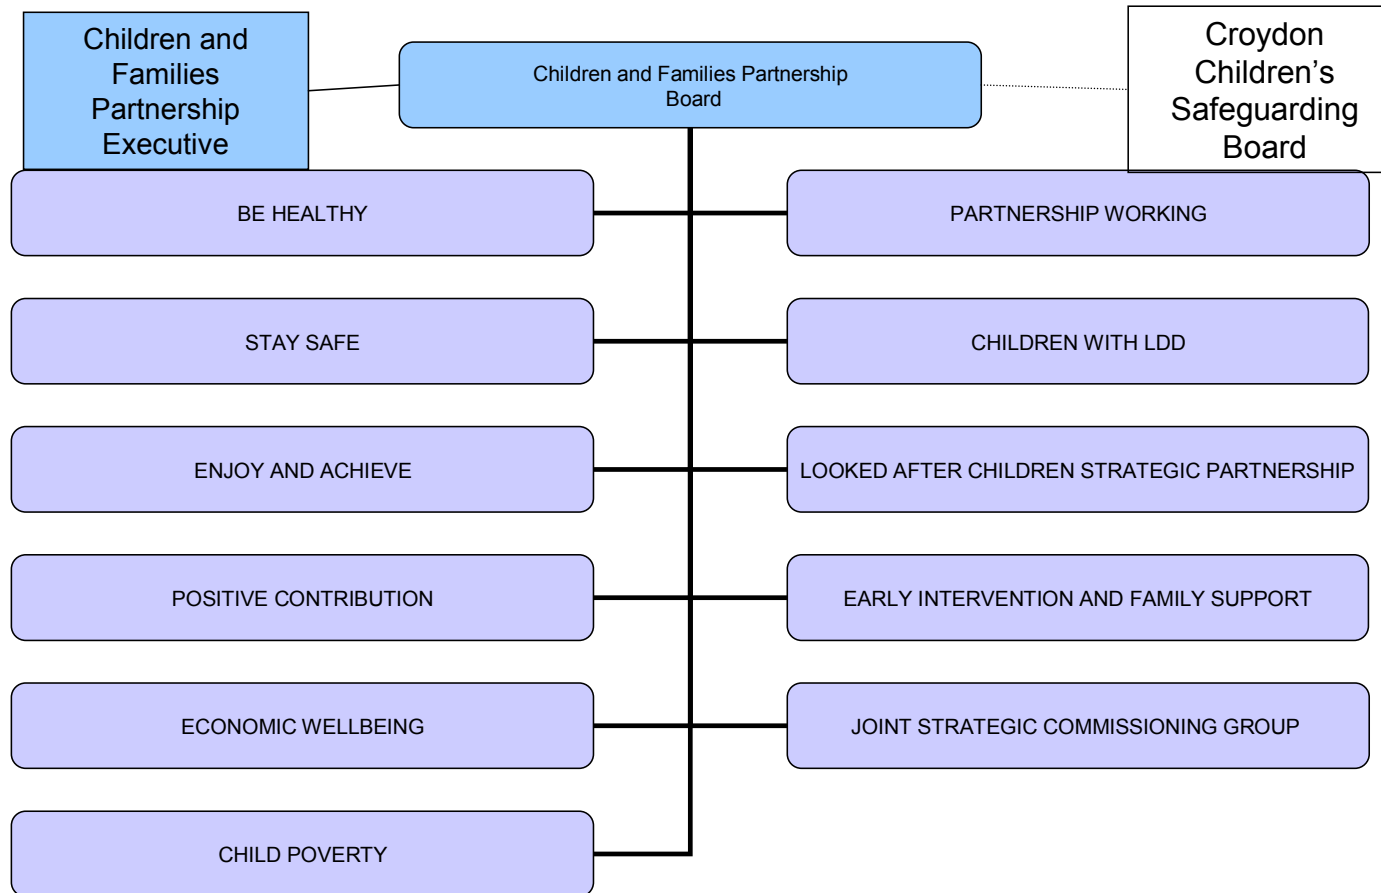 Children and
Families
Partnership
Executive
Children and Families Partnership
Board
Croydon
Children’s
Safeguarding
Board
BE HEALTHY
PARTNERSHIP WORKING
STAY SAFE
CHILDREN WITH LDD
ENJOY AND ACHIEVE
LOOKED AFTER CHILDREN STRATEGIC PARTNERSHIP
POSITIVE CONTRIBUTION
EARLY INTERVENTION AND FAMILY SUPPORT
ECONOMIC WELLBEING
JOINT STRATEGIC COMMISSIONING GROUP
CHILD POVERTY